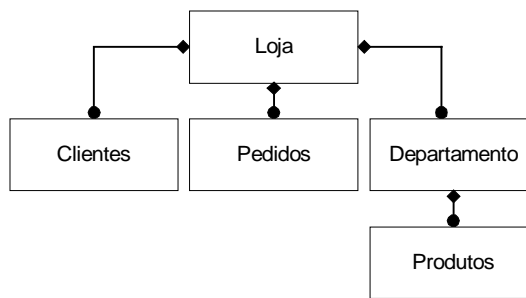 Loja
Clientes
Pedidos
Departamento
Produtos